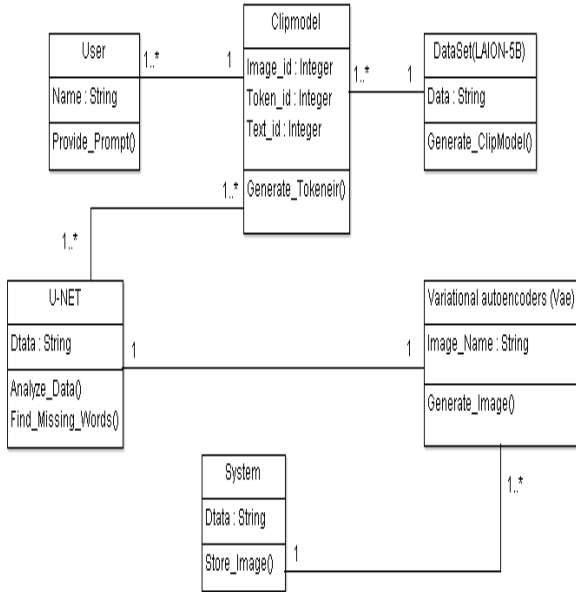 Clipmodel
Image_id : Integer
Token_id : Integer
Text_id : Integer
Generate_Tokeneir()
User
Name : String
Provide_Prompt()
1..*
1
DataSet(LAION-5B)
Data : String
Generate_ClipModel()
1..*
1
1..*
1..*
U-NET
Dtata : String
Analyze_Data()
Find_Missing_Words()
1
1
Variational autoencoders (Vae)
Image_Name : String
Generate_Image()
System
Dtata : String
Store_Image()
1
1..*